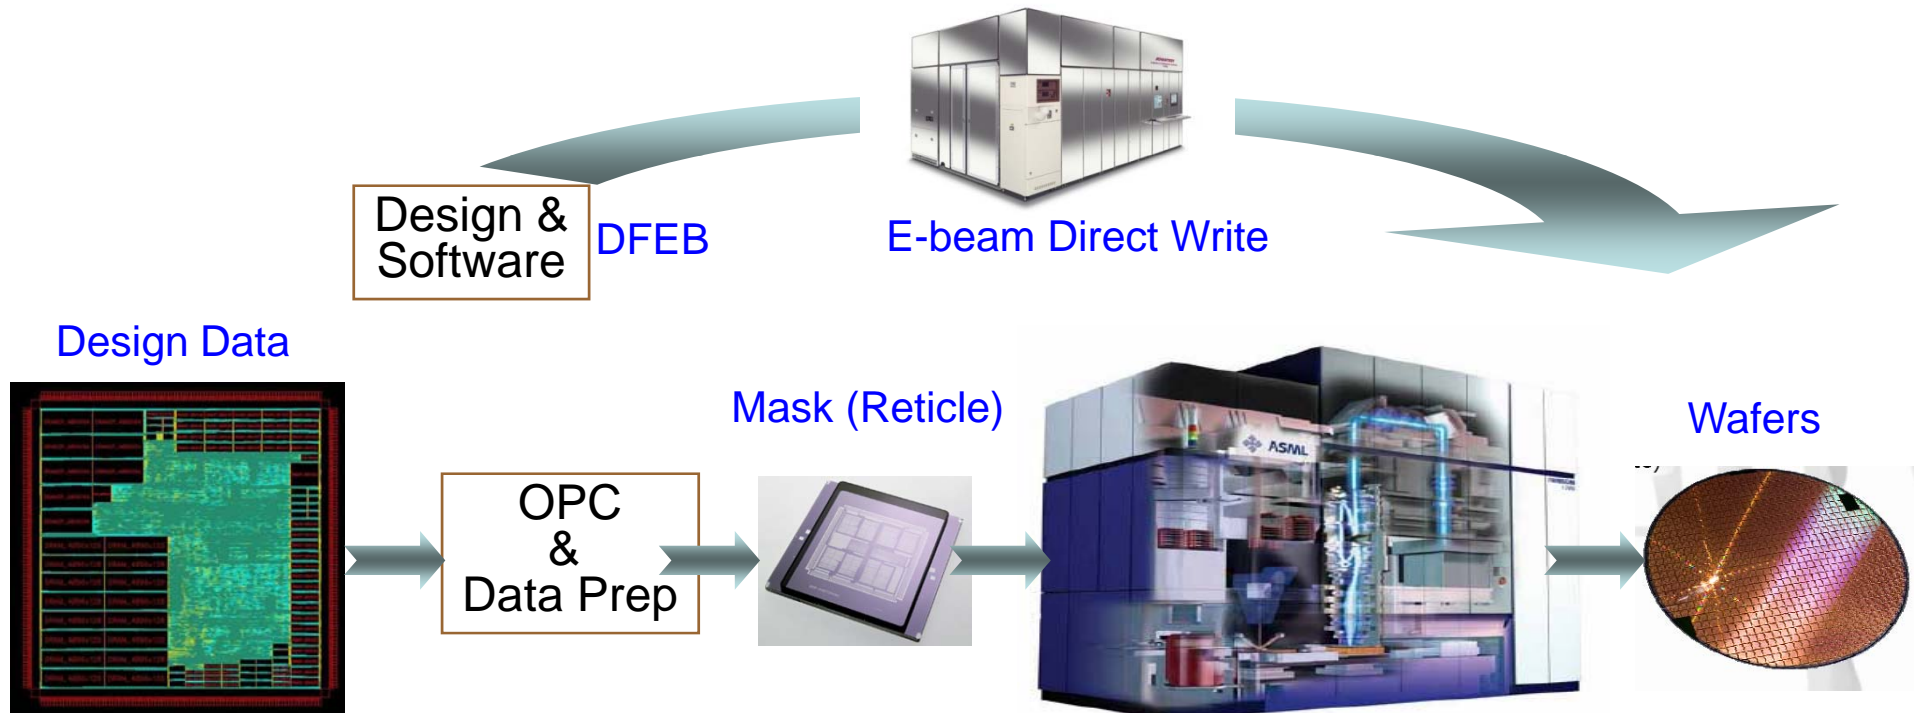 Design &
Software
DFEB
E-beam Direct Write
Design Data
Mask (Reticle)
ASML
Wafers
OPC
&
Data Prep